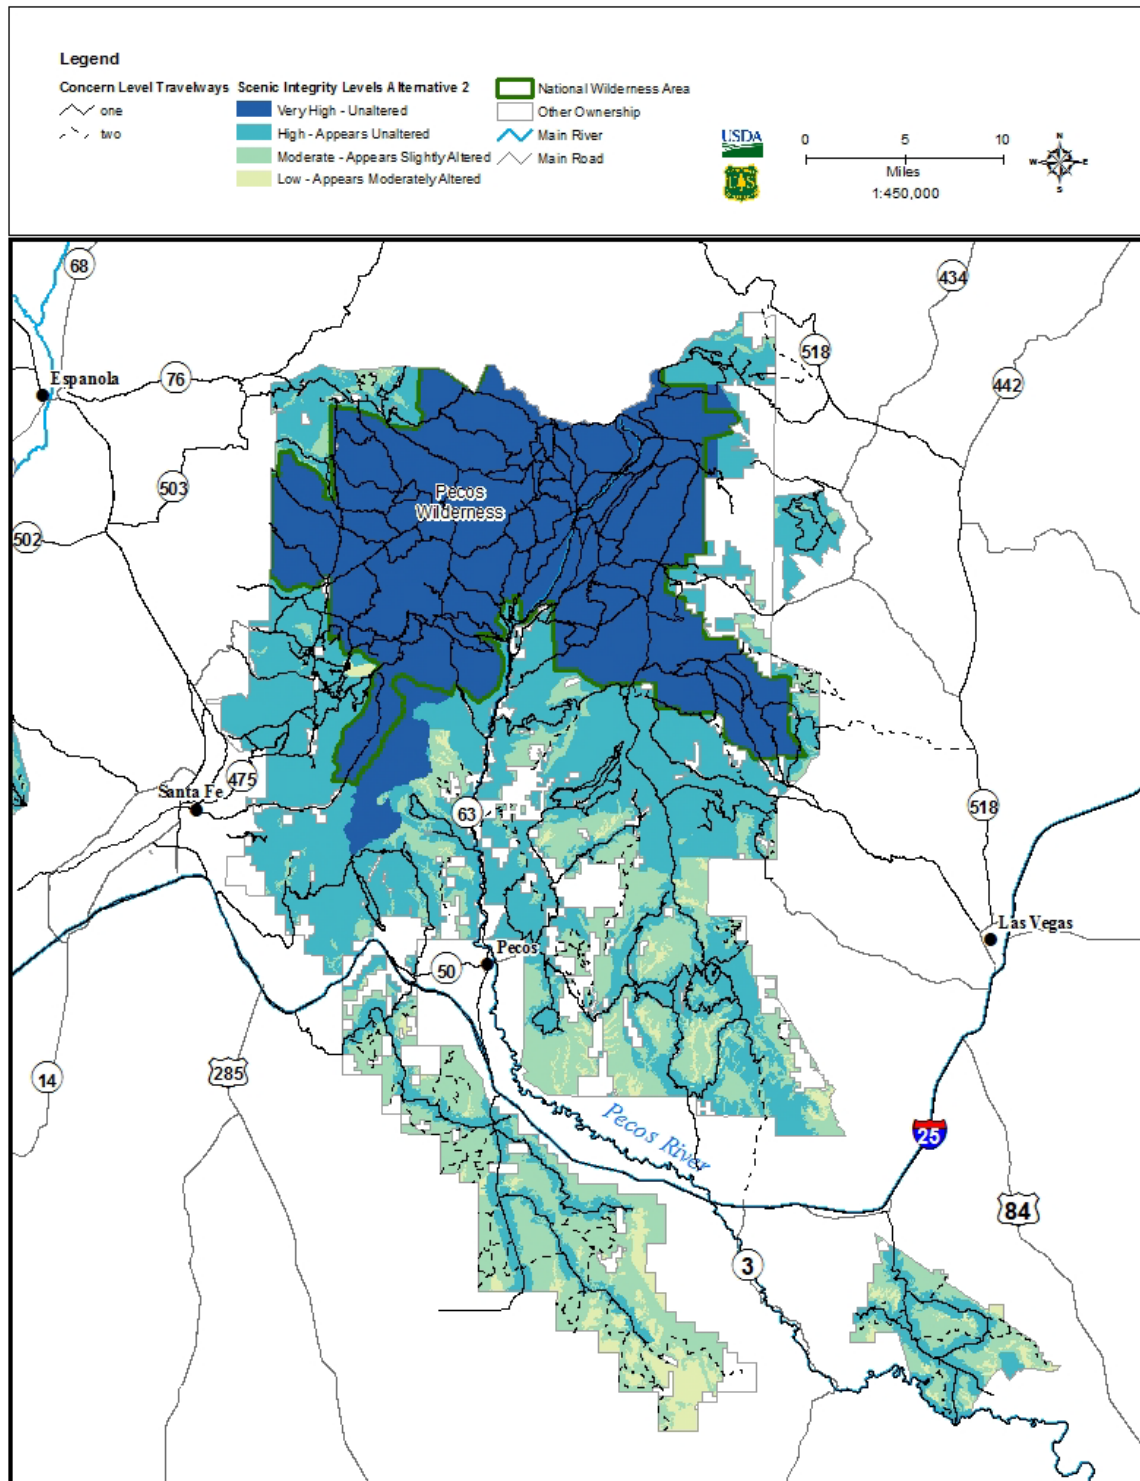 Legend
Concern Level Travelways
one
two
Scenic Integrity Levels Alternative 2
Very High - Unaltered
High - Appears Unaltered
Moderate - Appears Slightly Altered
Low - Appears Moderately Altered
National Wilderness Area
Other Ownership
Main River
Main Road
USDA
U S
0 5 10
Miles
1:450,000
N
W E
S
68
434
518
Espanola
76
442
503
Pecos
Wilderness
502
475
Santa Fe
63
518
Las Vegas
Pecos
50
14
285
Pecos River
25
84
3